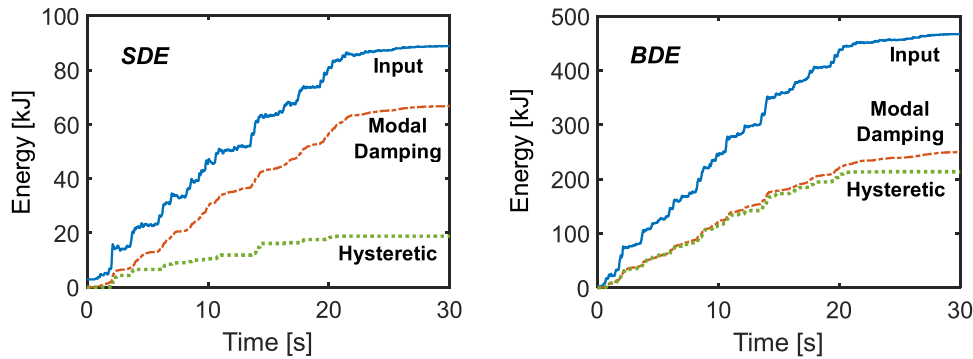 100
80
60
40
20
0
Energy [kJ]
SDE
Input
Modal
Damping
Hysteretic
0
10
20
30
Time [s]
500
400
300
200
100
0
Energy [kJ]
BDE
Input
Modal
Damping
Hysteretic
0
10
20
30
Time [s]